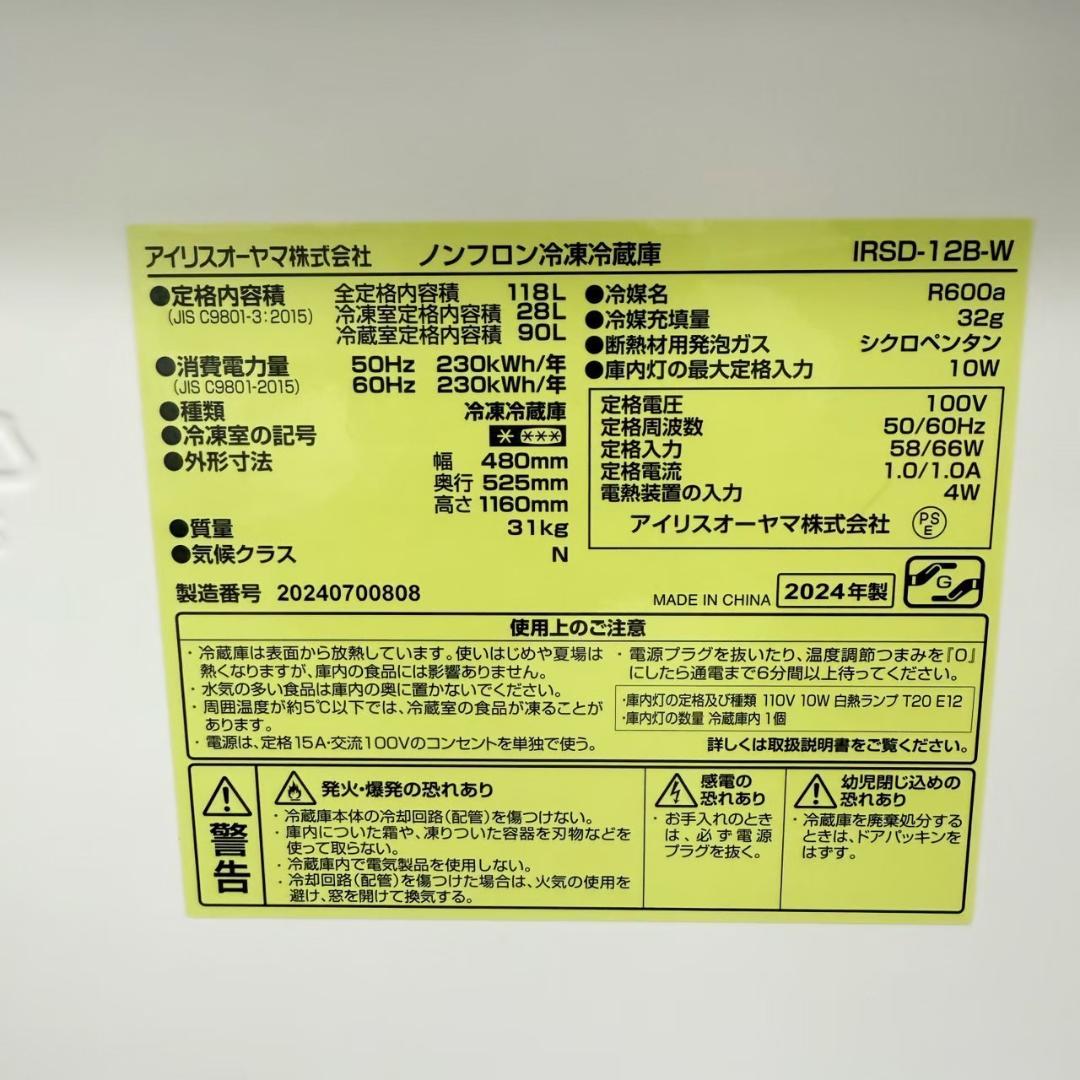 アイリスオーヤマ株式会社 ノンフロン冷凍冷蔵庫 IRSD-12B-W
●定格内容積 全定格内容積 118L
(JIS C9801-3:2015) 冷凍室定格内容積 28L
冷蔵室定格内容積 90L
●消費電力量 50Hz 230kWh/年
(JIS C9801-2015) 60Hz 230kWh/年
●種類 冷凍冷蔵庫
●冷凍室の記号
●外形寸法 幅 480mm
奥行 525mm
高さ 1160mm
●質量 31kg
●気候クラス N
●冷媒名 R600a
●冷媒充填量 32g
●断熱材用発泡ガス シクロペンタン
●庫内灯の最大定格入力 10W
定格電圧 100V
定格周波数 50/60Hz
定格入力 58/66W
定格電流 1.0/1.0A
電熱装置の入力 4W
アイリスオーヤマ株式会社 PSE
製造番号 20240700808 MADE IN CHINA 2024年製 G
使用上のご注意
・冷蔵庫は表面から放熱しています。使いはじめや夏場は
熱くなりますが、庫内の食品には影響ありません。
・水気の多い食品は庫内の奥に置かないでください。
・周囲温度が約5℃以下では、冷蔵室の食品が凍ることが
あります。
・電源は、定格15A・交流100Vのコンセントを単独で使う。
・電源プラグを抜いたり、温度調節つまみを『0』
にしたら通電まで6分間以上待ってください。
・庫内灯の定格及び種類 110V 10W 白熱ランプ T20 E12
・庫内灯の数量 冷蔵庫内 1個
詳しくは取扱説明書をご覧ください。
警告
発火・爆発の恐れあり
・冷蔵庫本体の冷却回路(配管)を傷つけない。
・庫内についた霜や、凍りついた容器を刃物などを
使って取らない。
・冷蔵庫内で電気製品を使用しない。
・冷却回路(配管)を傷つけた場合は、火気の使用を
避け、窓を開けて換気する。
感電の
恐れあり
・お手入れのとき
は、必ず電源
プラグを抜く。
幼児閉じ込めの
恐れあり
・冷蔵庫を廃棄処分する
ときは、ドアパッキンを
はずす。